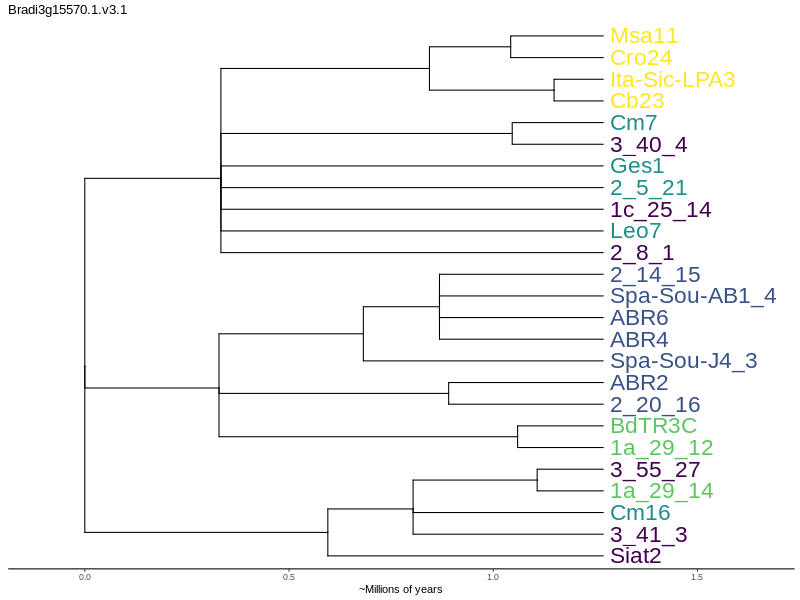 Bradi3g15570.1.v3.1
Msa11
Cro24
Ita-Sic-LPA3
Cb23
Cm7
3_40_4
Ges1
2_5_21
1c_25_14
Leo7
2_8_1
2_14_15
Spa-Sou-AB1_4
ABR6
ABR4
Spa-Sou-J4_3
ABR2
2_20_16
BdTR3C
1a_29_12
3_55_27
1a_29_14
Cm16
3_41_3
Siat2
0.0 0.5 1.0 1.5
~Millions of years